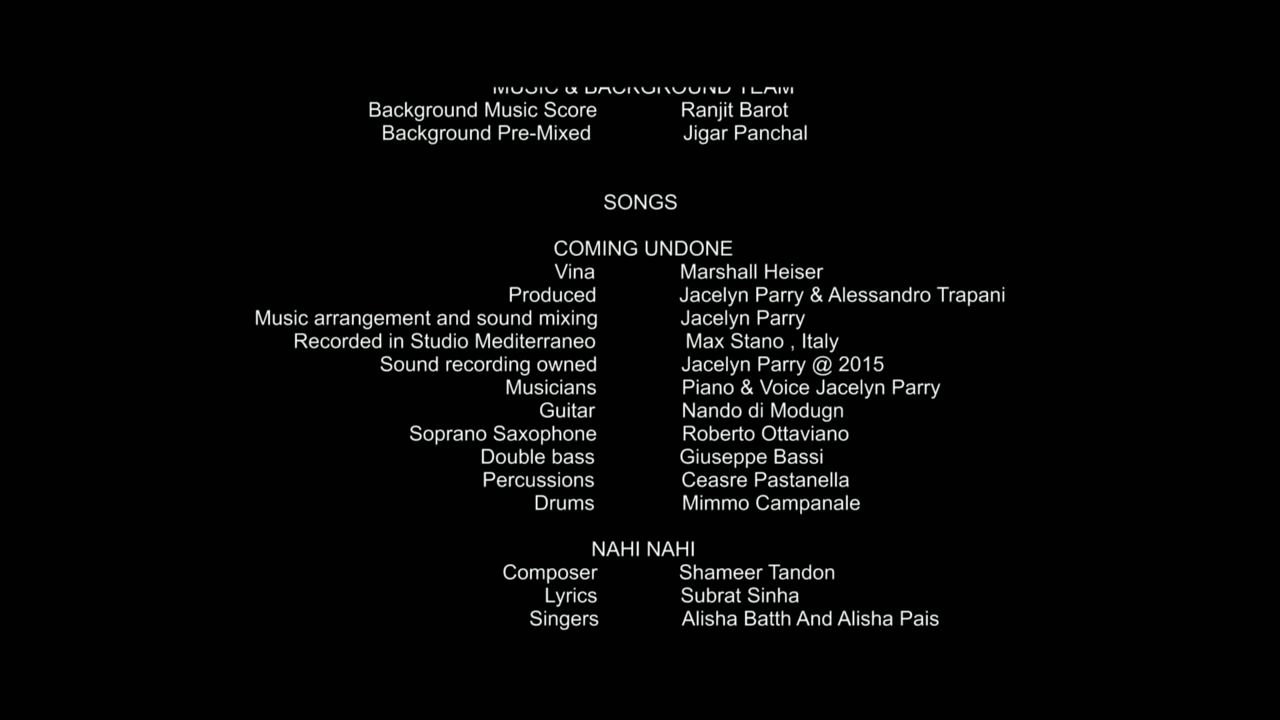 MUSIC & BACKGROUND TEAM
Background Music Score Ranjit Barot
Background Pre-Mixed Jigar Panchal
SONGS
COMING UNDONE
Vina Marshall Heiser
Produced Jacelyn Parry & Alessandro Trapani
Music arrangement and sound mixing Jacelyn Parry
Recorded in Studio Mediterraneo Max Stano , Italy
Sound recording owned Jacelyn Parry @ 2015
Musicians Piano & Voice Jacelyn Parry
Guitar Nando di Modugn
Soprano Saxophone Roberto Ottaviano
Double bass Giuseppe Bassi
Percussions Ceasre Pastanella
Drums Mimmo Campanale
NAHI NAHI
Composer Shameer Tandon
Lyrics Subrat Sinha
Singers Alisha Batth And Alisha Pais